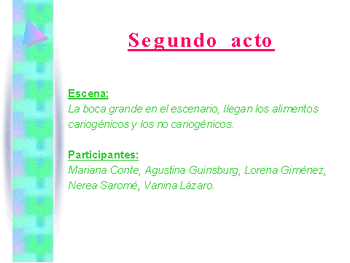 Segundo acto
Escena:
La boca grande en el escenario, llegan los alimentos
cariogénicos y los no cariogénicos.
Participantes:
Mariana Conte, Agustina Guinsburg, Lorena Giménez,
Nerea Saromé, Vanina Lázaro.